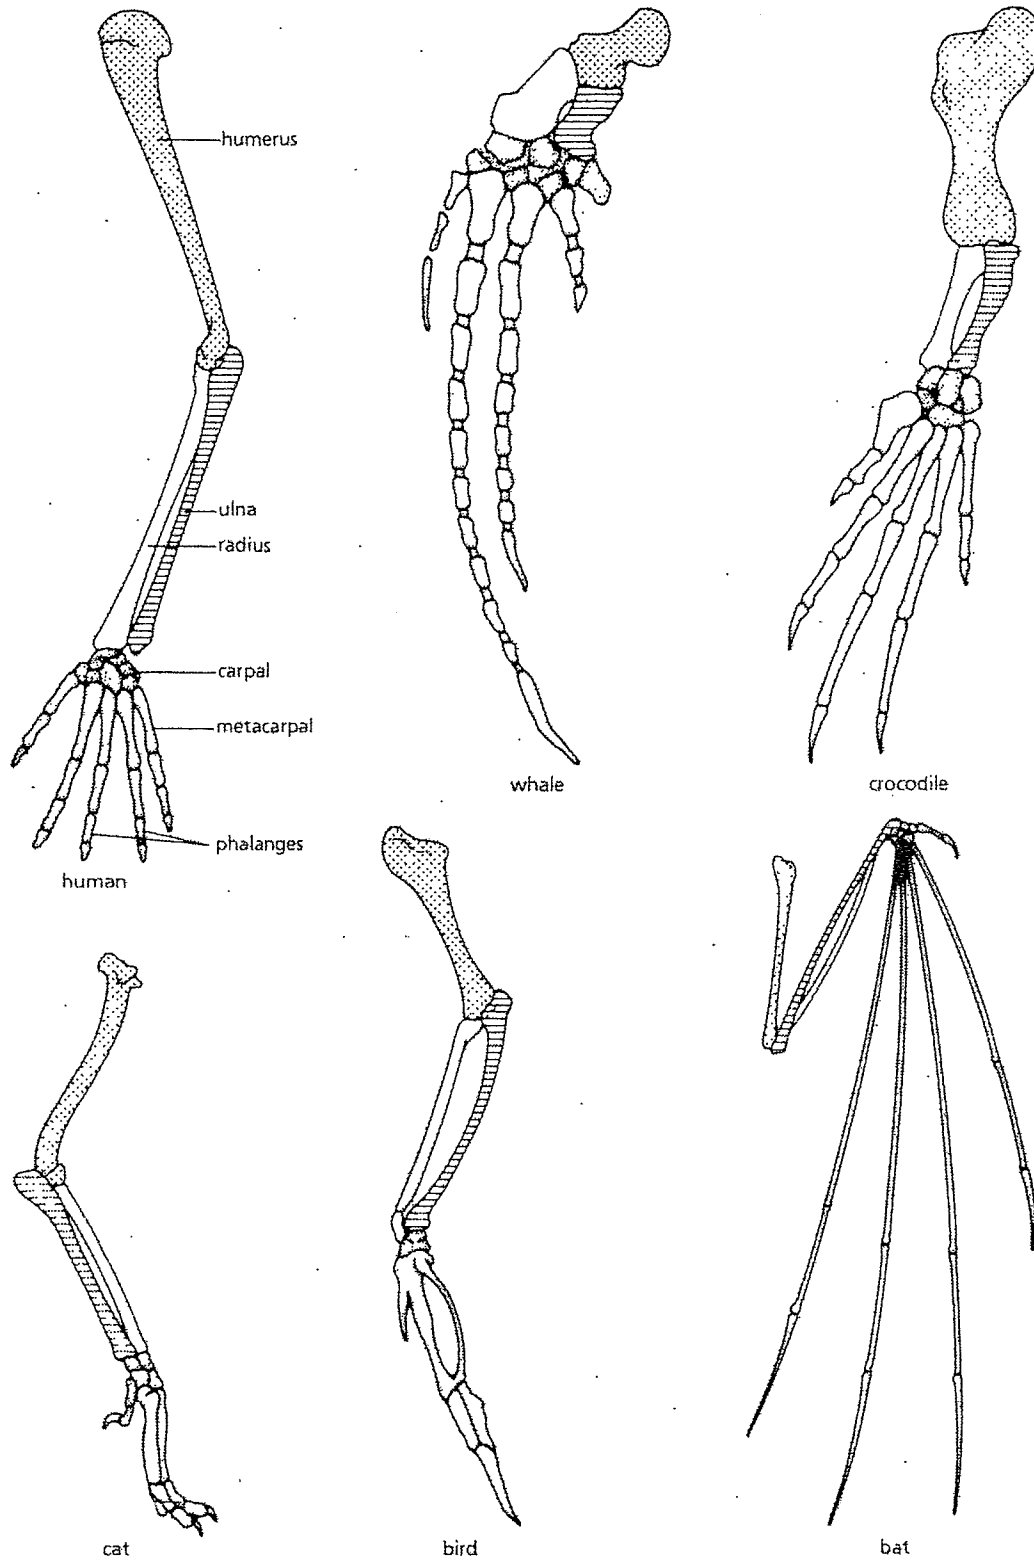 humerus
ulna
radius
carpal
metacarpal
phalanges
human
whale
crocodile
cat
bird
bat